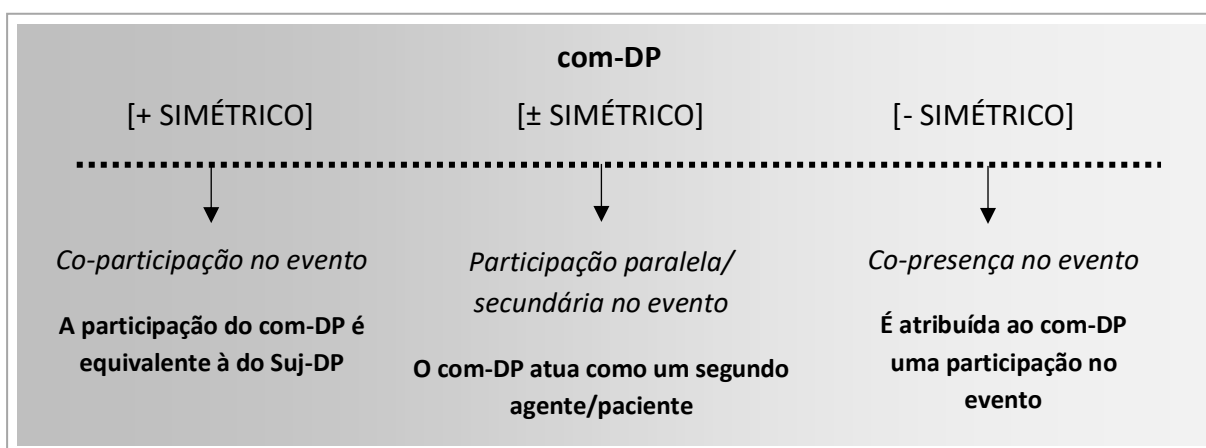 com-DP
[+ SIMÉTRICO] [± SIMÉTRICO] [- SIMÉTRICO]
Co-participação no evento
A participação do com-DP é
equivalente à do Suj-DP
Participação paralela/
secundária no evento
O com-DP atua como um segundo
agente/paciente
Co-presença no evento
É atribuída ao com-DP
uma participação no
evento